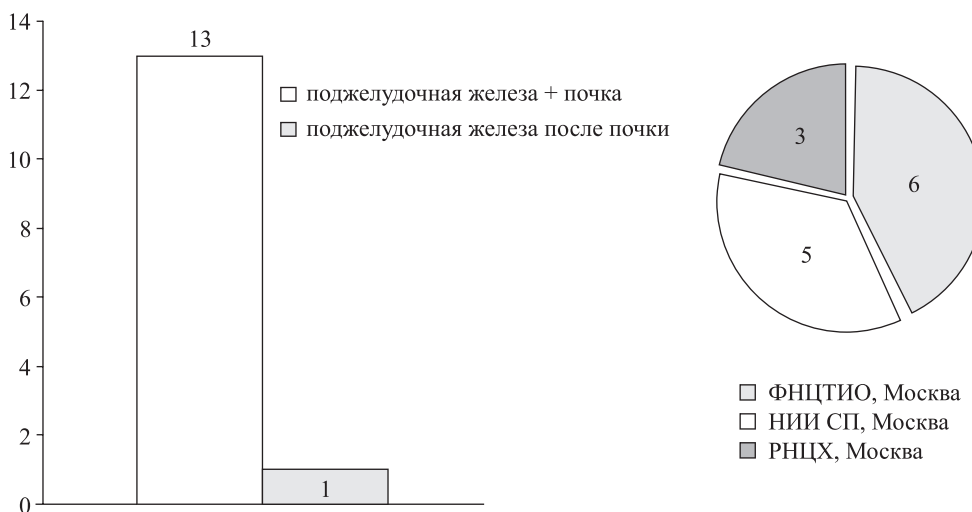 14
12
10
8
6
4
2
0
13
1
поджелудочная железа + почка
поджелудочная железа после почки
3
6
5
ФНЦТИО, Москва
НИИ СП, Москва
РНЦХ, Москва